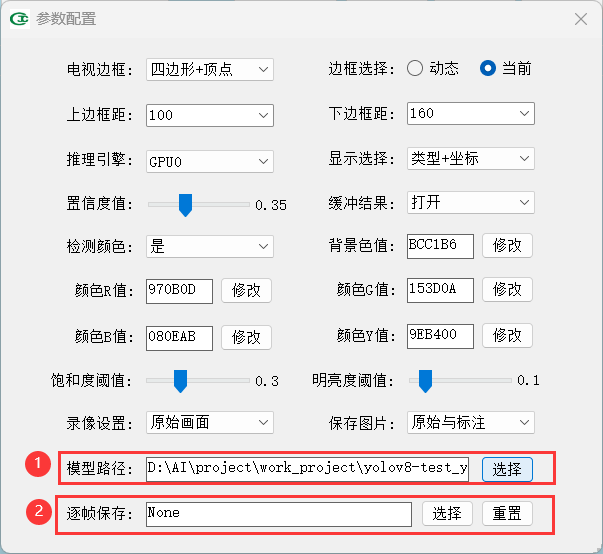 参数配置
电视边框: 四边形+顶点 边框选择: 动态 当前
上边框距: 100 下边框距: 160
推理引擎: GPU0 显示选择: 类型+坐标
置信度值: 0.35 缓冲结果: 打开
检测颜色: 是 背景色值: BCC1B6 修改
颜色R值: 970B0D 修改 颜色G值: 153D0A 修改
颜色B值: 080EAB 修改 颜色Y值: 9EB400 修改
饱和度阈值: 0.3 明亮度阈值: 0.1
录像设置: 原始画面 保存图片: 原始与标注
1 模型路径: D:\AI\project\work_project\yolov8-test_y 选择
2 逐帧保存: None 选择 重置